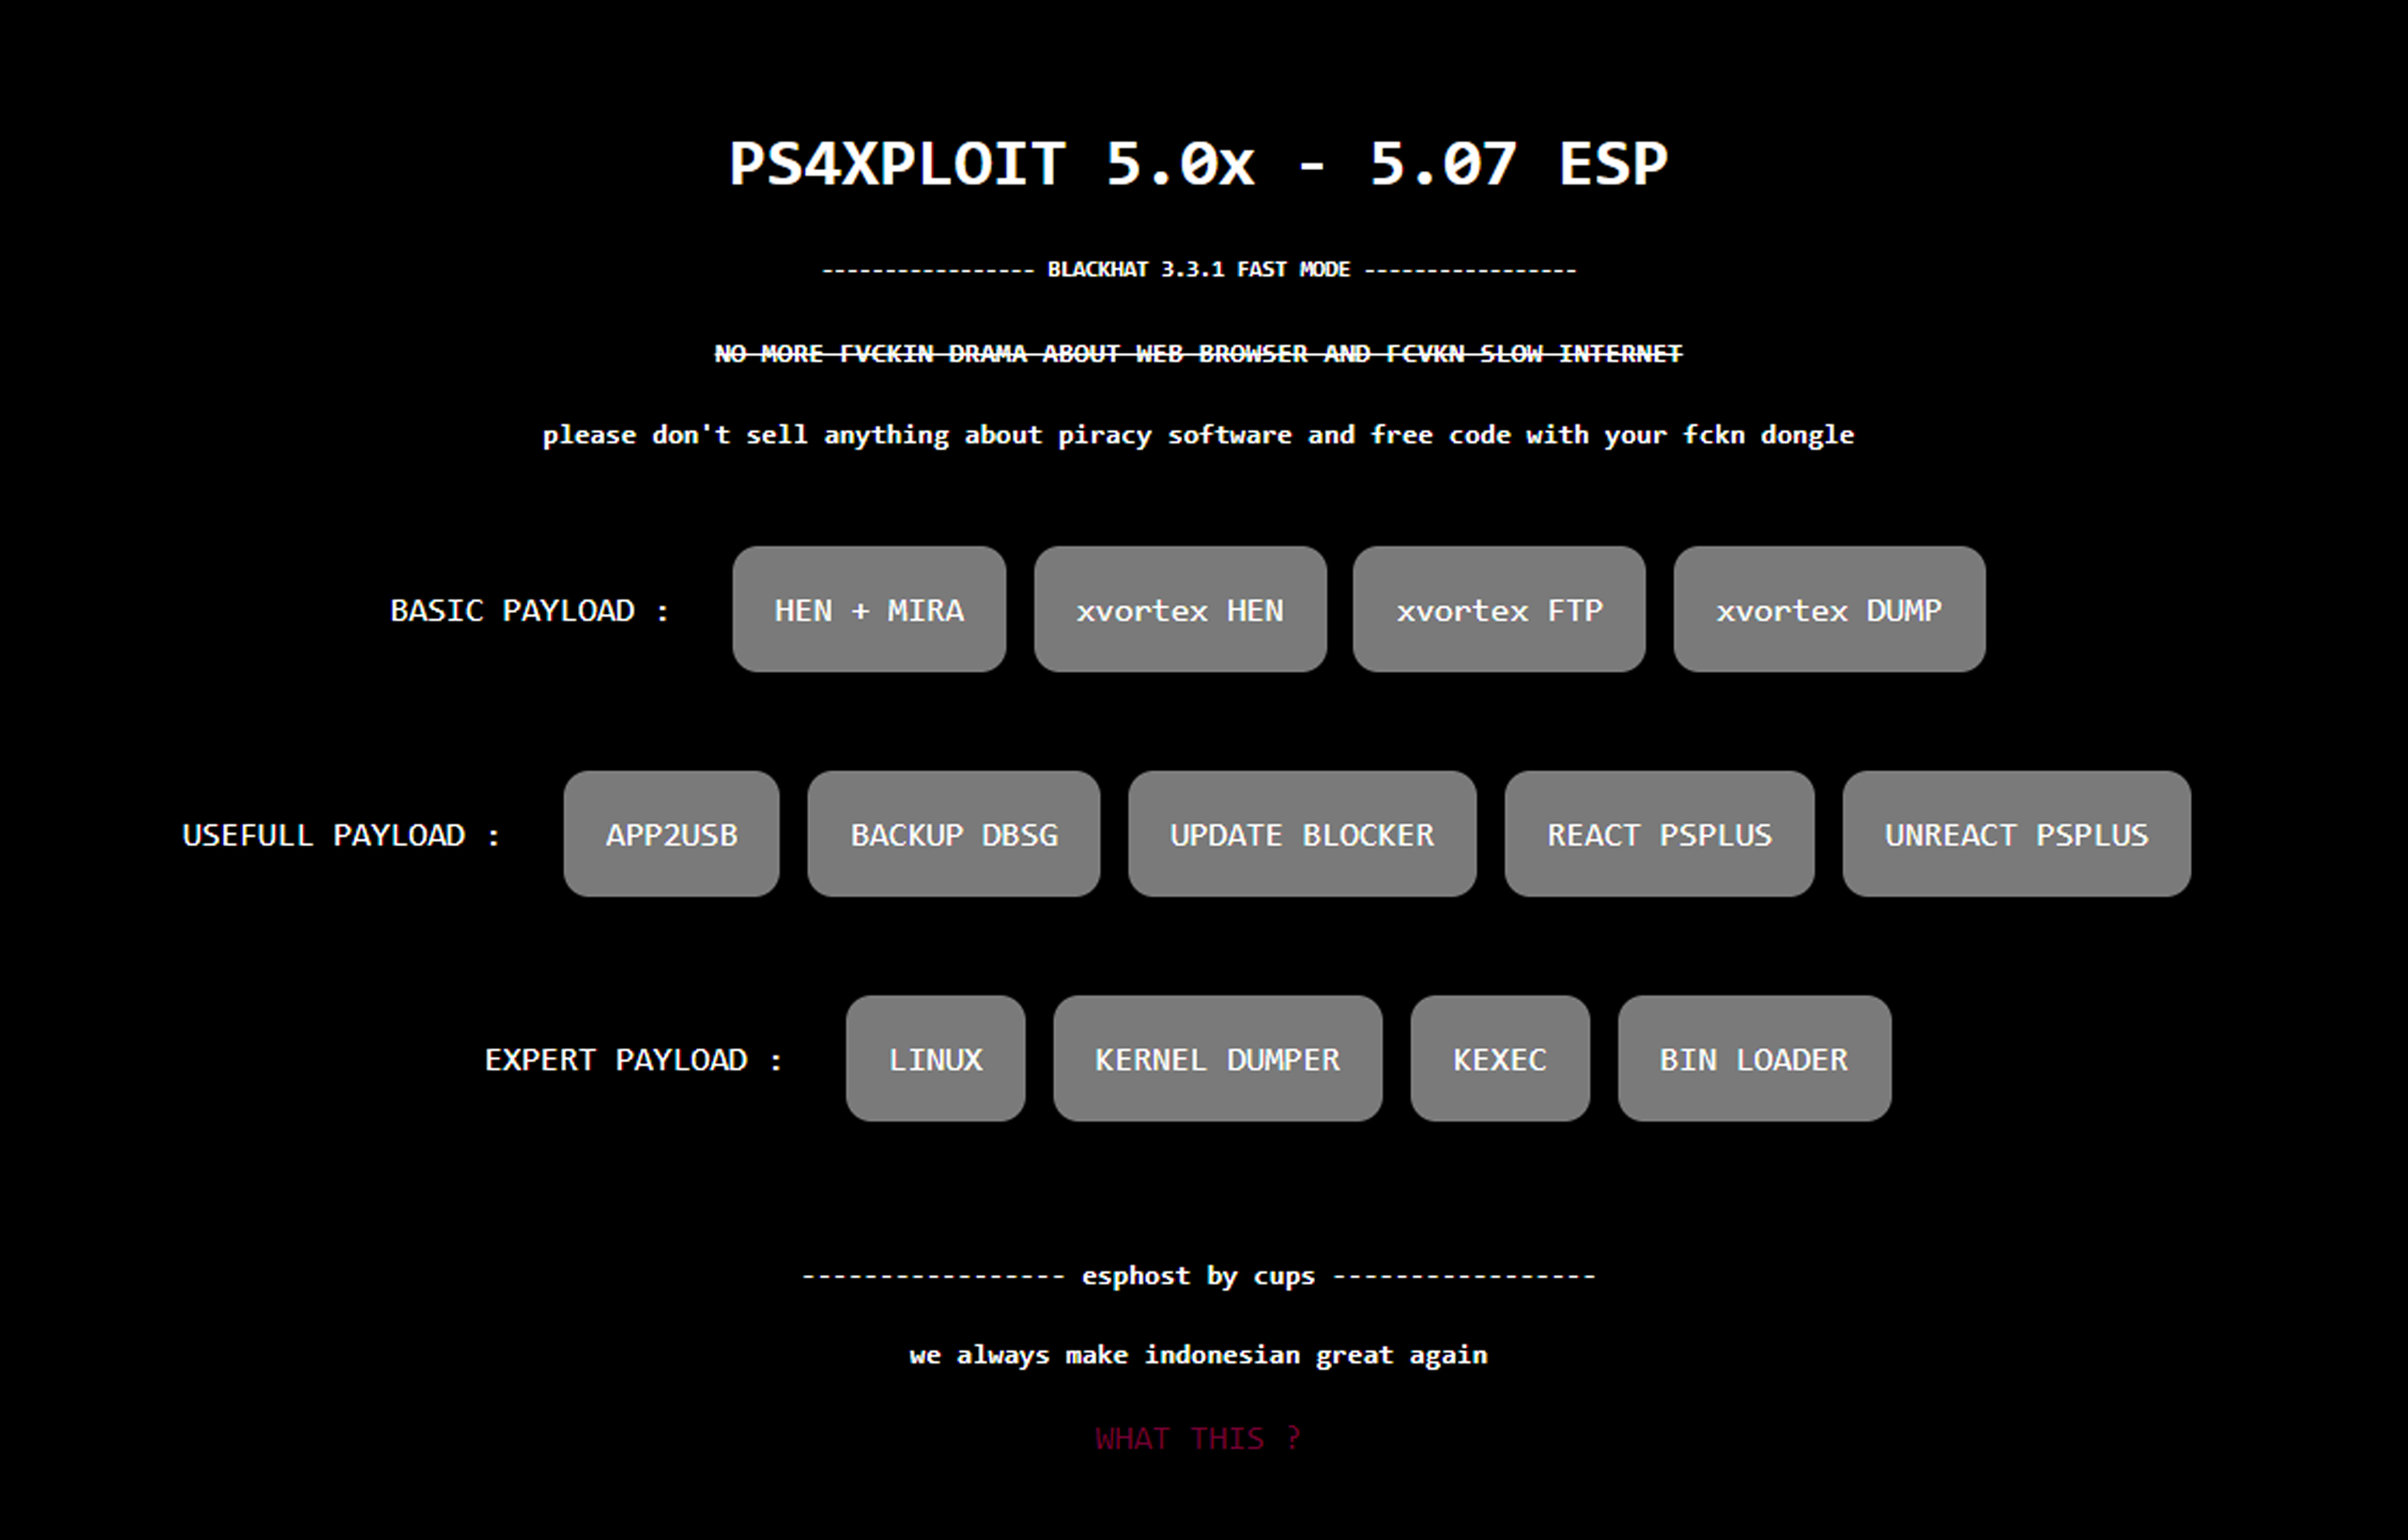 PS4XPLOIT 5.0x - 5.07 ESP
----------------- BLACKHAT 3.3.1 FAST MODE -----------------
NO MORE FVCKIN DRAMA ABOUT WEB BROWSER AND FCVKN SLOW INTERNET
please don't sell anything about piracy software and free code with your fckn dongle
BASIC PAYLOAD : HEN + MIRA xvortex HEN xvortex FTP xvortex DUMP
USEFULL PAYLOAD : APP2USB BACKUP DBSG UPDATE BLOCKER REACT PSPLUS UNREACT PSPLUS
EXPERT PAYLOAD : LINUX KERNEL DUMPER KEXEC BIN LOADER
----------------- esphost by cups -----------------
we always make indonesian great again
WHAT THIS ?